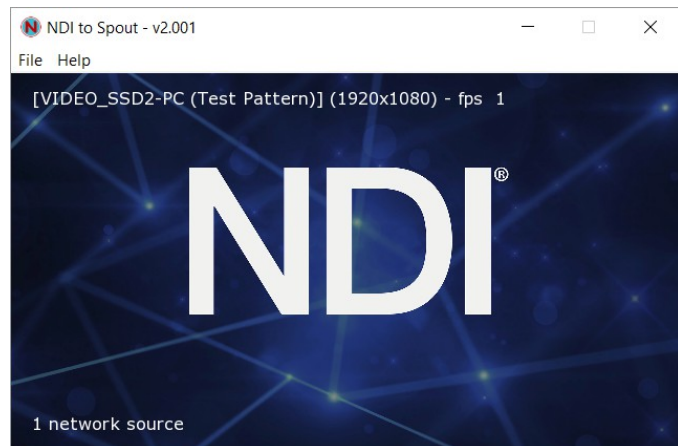 NDI to Spout - v2.001
File Help
[VIDEO_SSD2-PC (Test Pattern)] (1920x1080) - fps 1
NDI®
1 network source